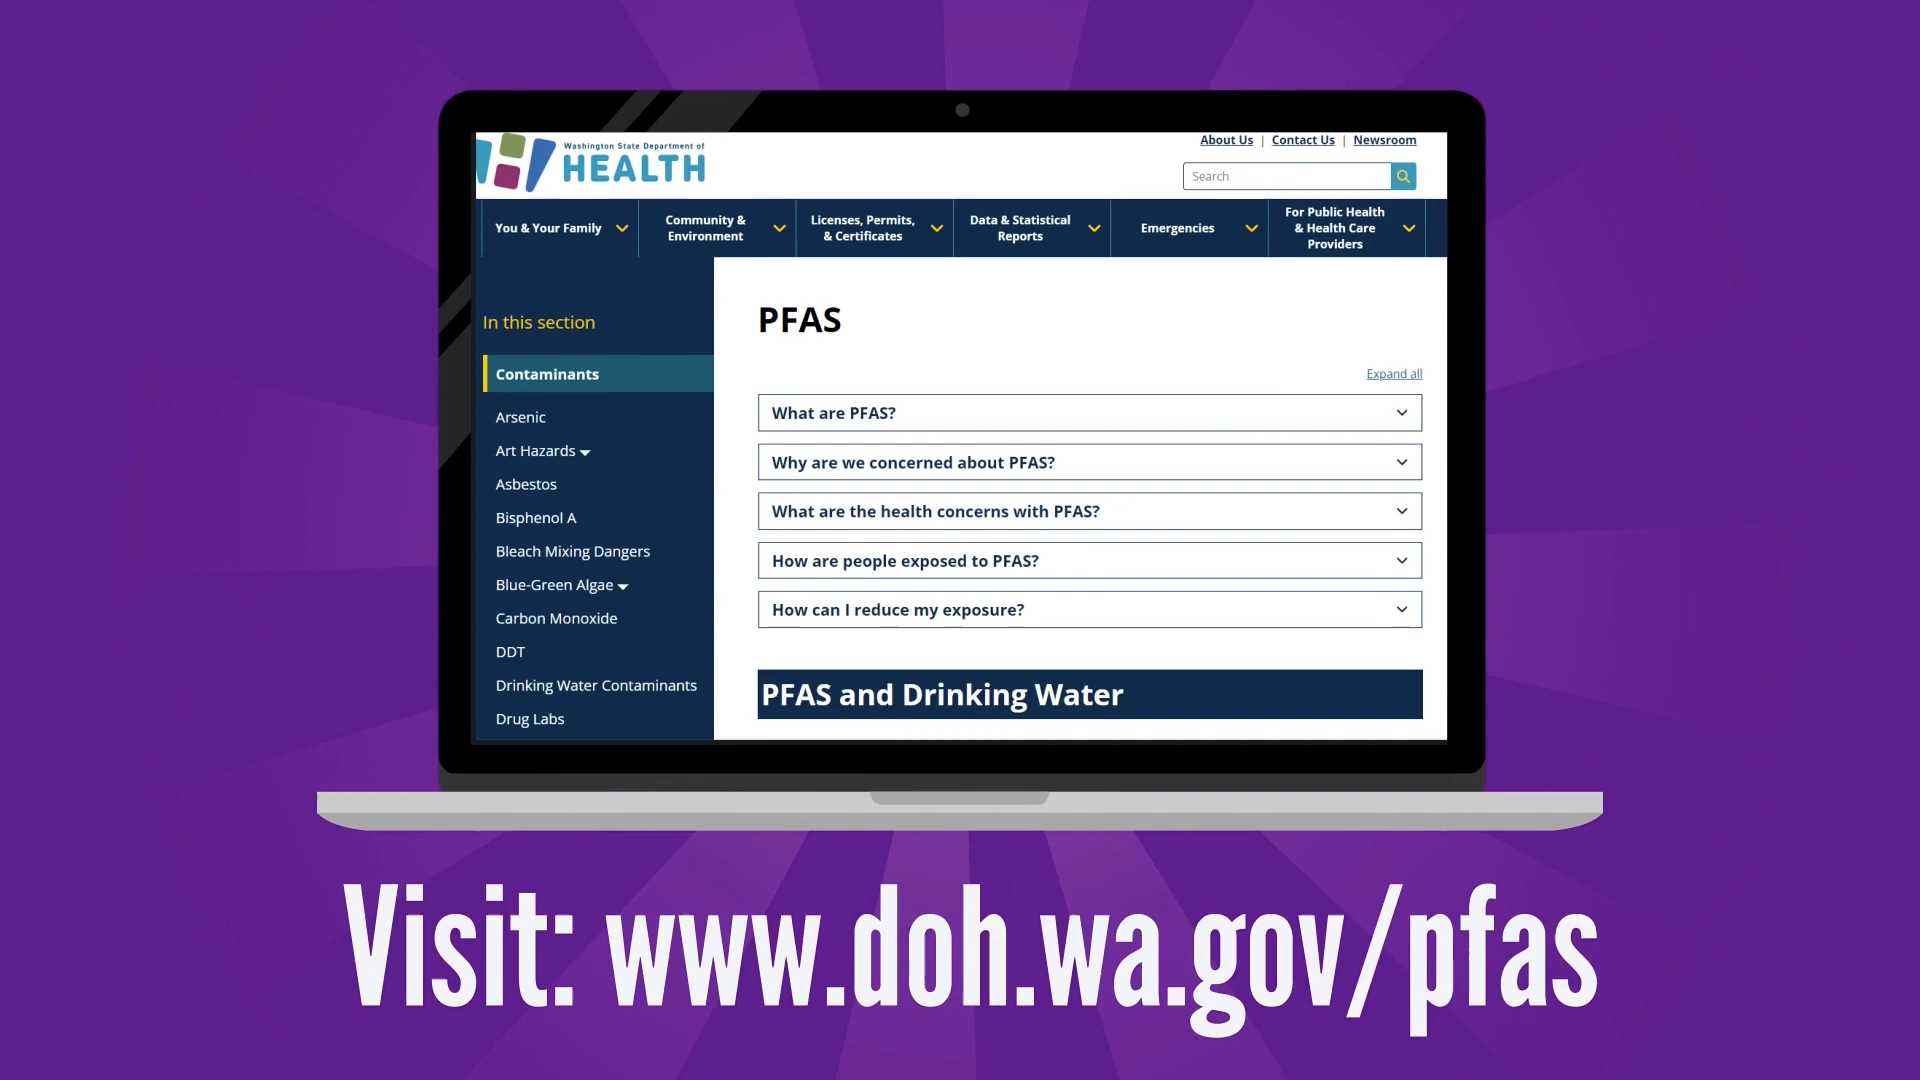 Washington State Department of
HEALTH
About Us | Contact Us | Newsroom
Search
You & Your Family
Community &
Environment
Licenses, Permits,
& Certificates
Data & Statistical
Reports
Emergencies
For Public Health
& Health Care
Providers
In this section
Contaminants
Arsenic
Art Hazards
Asbestos
Bisphenol A
Bleach Mixing Dangers
Blue-Green Algae
Carbon Monoxide
DDT
Drinking Water Contaminants
Drug Labs
PFAS
Expand all
What are PFAS?
Why are we concerned about PFAS?
What are the health concerns with PFAS?
How are people exposed to PFAS?
How can I reduce my exposure?
PFAS and Drinking Water
Visit: www.doh.wa.gov/pfas